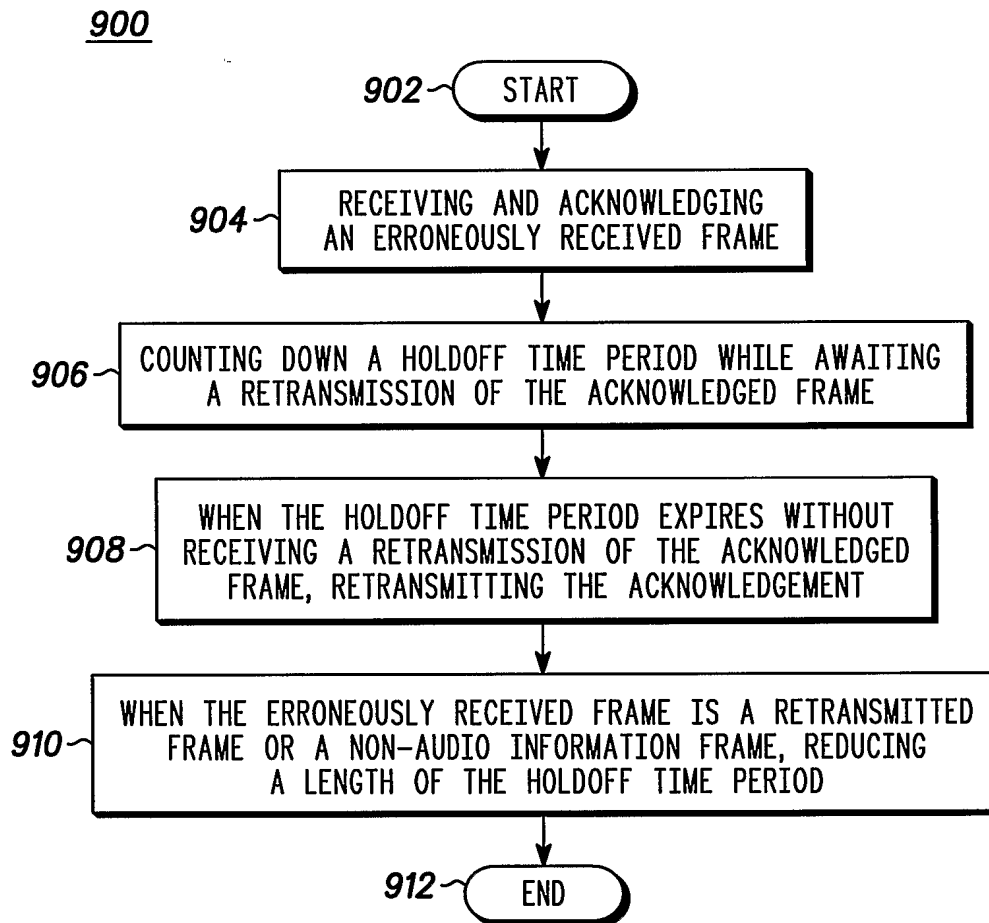 900
902
START
904
RECEIVING AND ACKNOWLEDGING
AN ERRONEOUSLY RECEIVED FRAME
906
COUNTING DOWN A HOLDOFF TIME PERIOD WHILE AWAITING
A RETRANSMISSION OF THE ACKNOWLEDGED FRAME
908
WHEN THE HOLDOFF TIME PERIOD EXPIRES WITHOUT
RECEIVING A RETRANSMISSION OF THE ACKNOWLEDGED
FRAME, RETRANSMITTING THE ACKNOWLEDGEMENT
910
WHEN THE ERRONEOUSLY RECEIVED FRAME IS A RETRANSMITTED
FRAME OR A NON-AUDIO INFORMATION FRAME, REDUCING
A LENGTH OF THE HOLDOFF TIME PERIOD
912
END